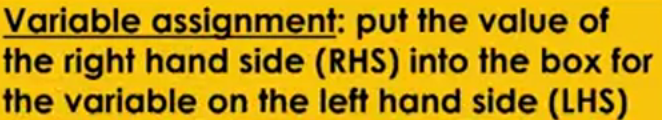 Variable assignment: put the value of
the right hand side (RHS) into the box for
the variable on the left hand side (LHS)